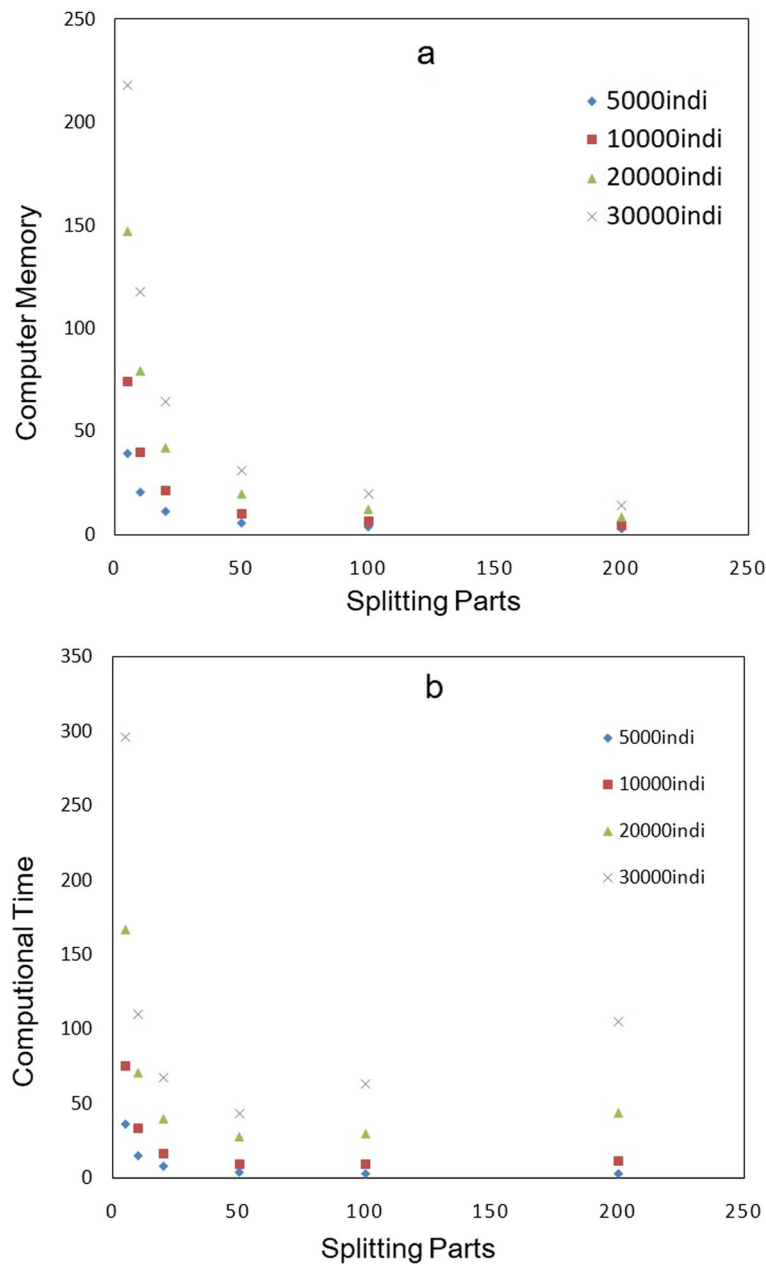 250
a
5000indi
200
10000indi
20000indi
30000indi
150
Computer Memory
100
50
0
0 50 100 150 200 250
Splitting Parts
350
b
300
5000indi
10000indi
250
20000indi
30000indi
200
Computional Time
150
100
50
0
0 50 100 150 200 250
Splitting Parts